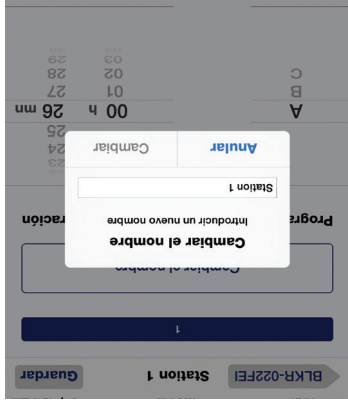 BLKR-022FEI Station 1 Guardar
1
Cambiar el nombre
Progra ración
Cambiar el nombre
Introducir un nuevo nombre
Station 1
Anular Cambiar
23
24
25
A 00 h 26 mn
B 01 27
C 02 28
03 29